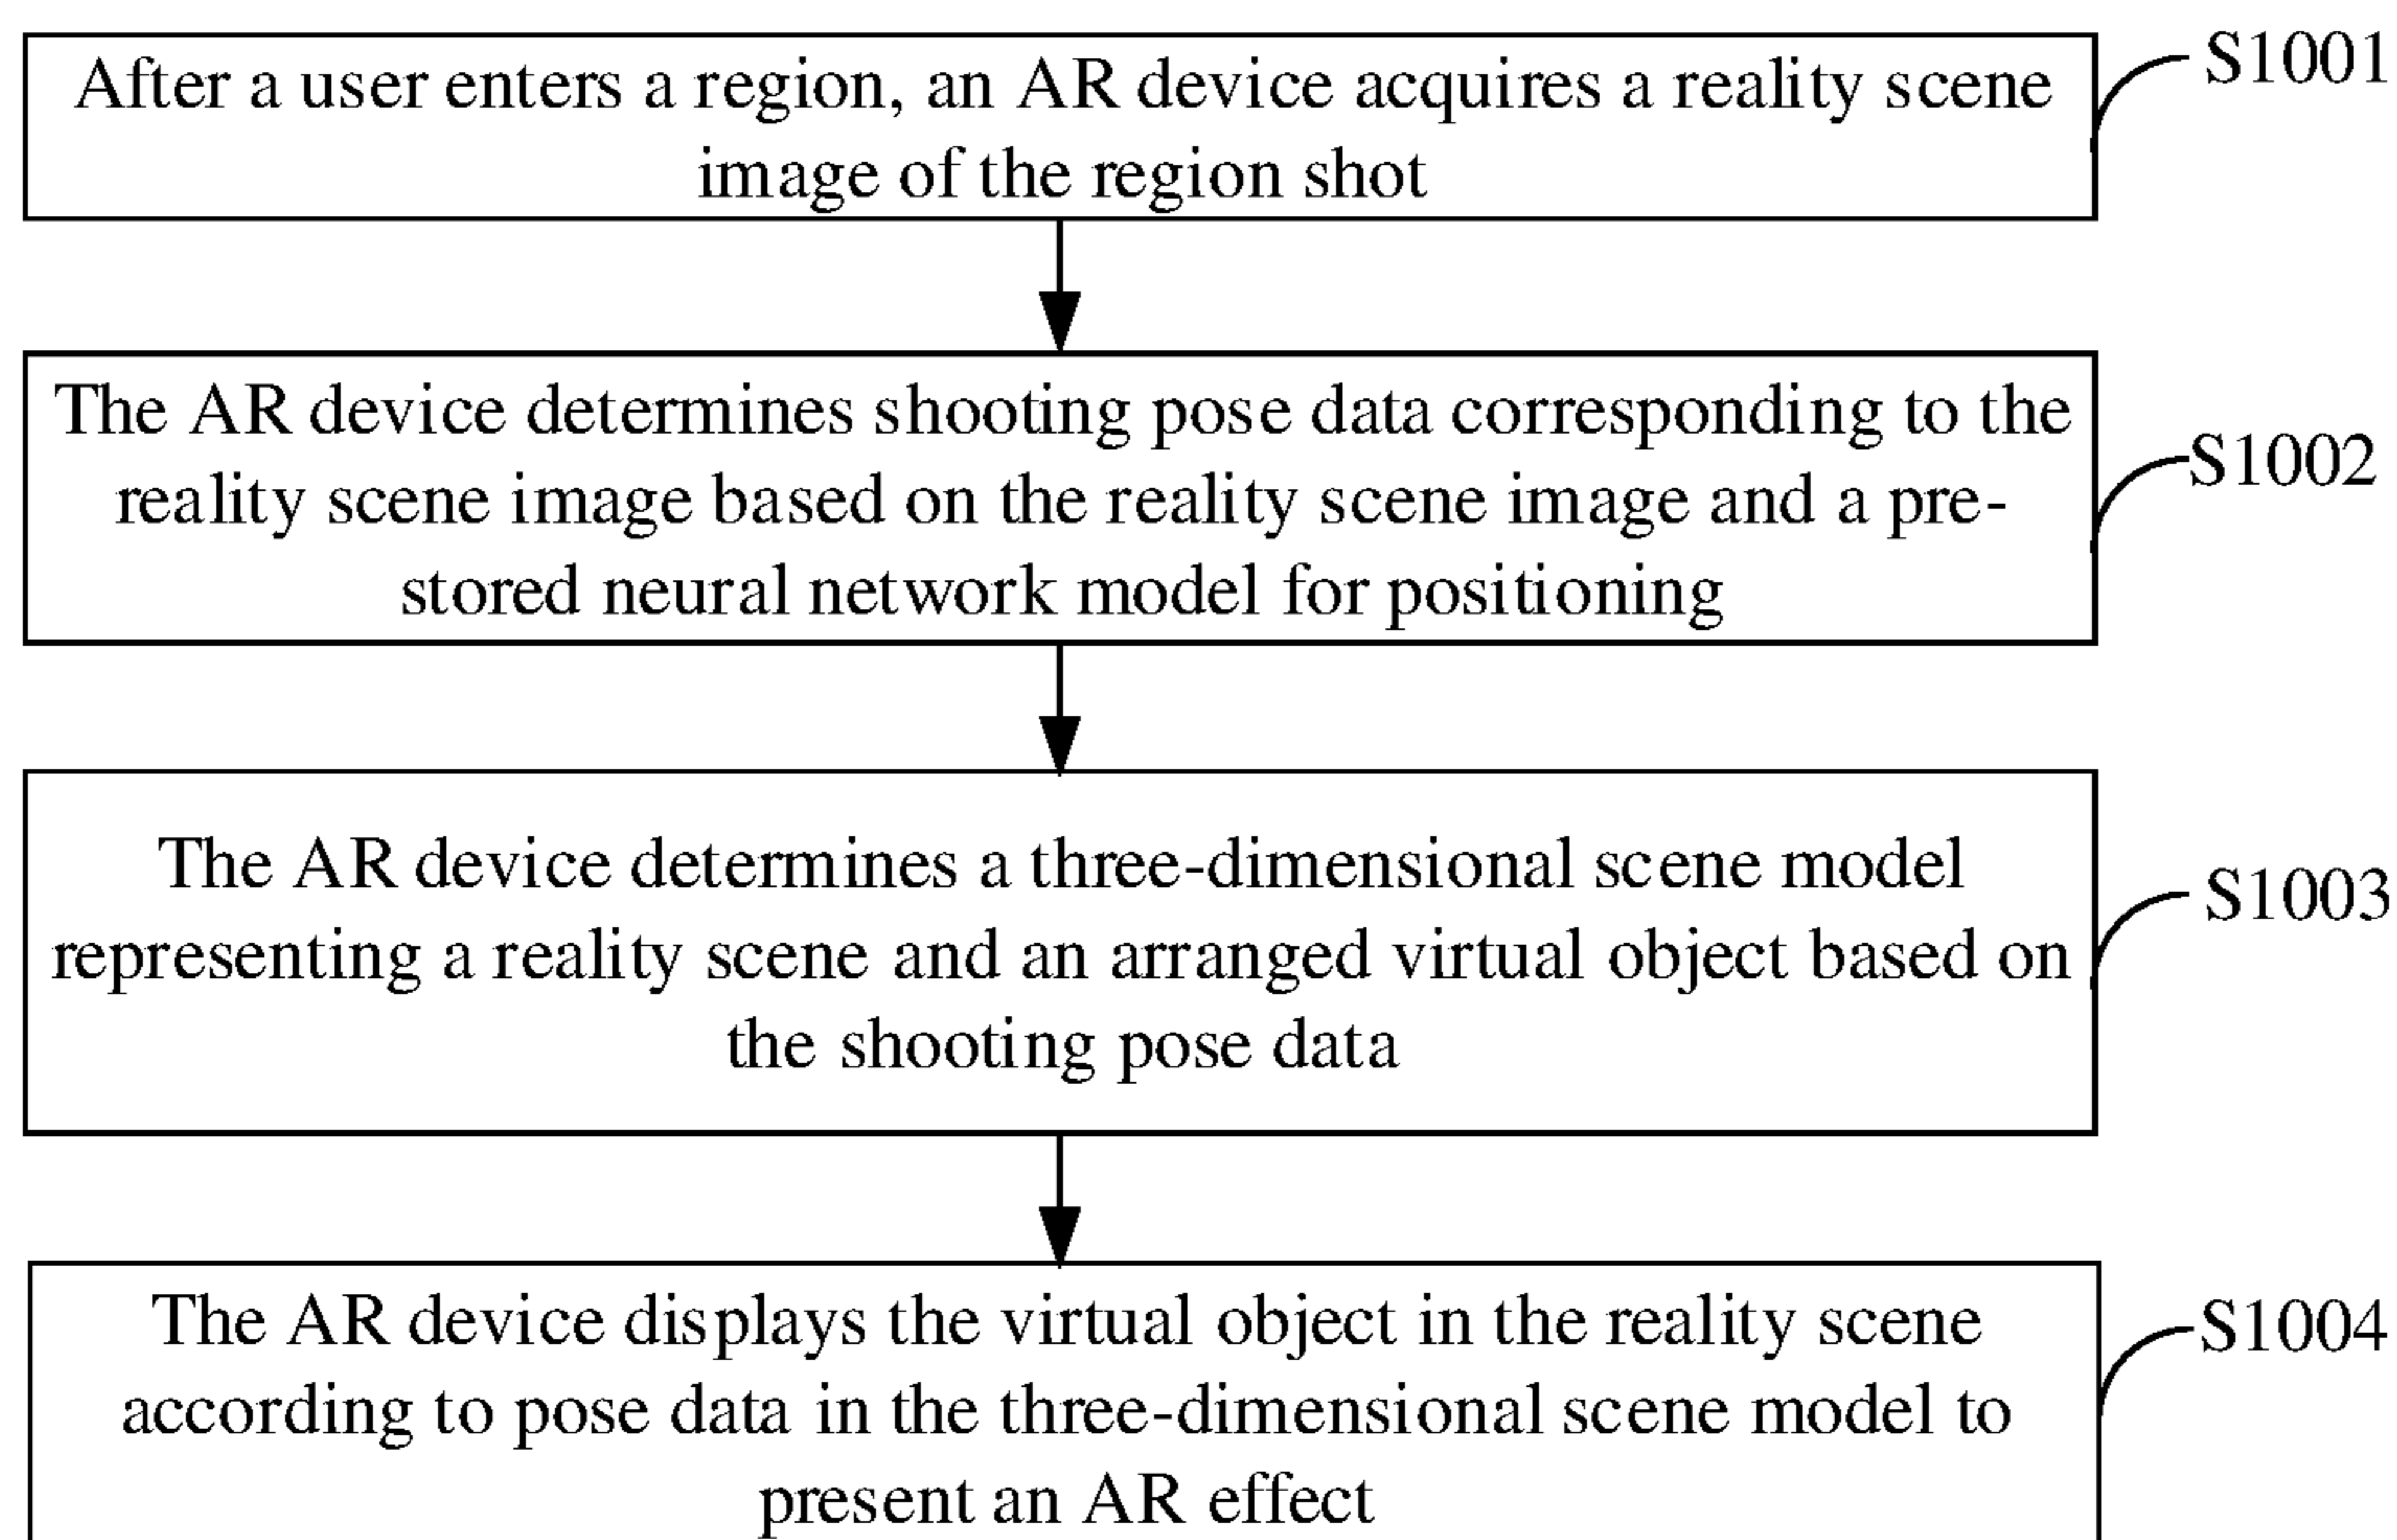 After a user enters a region, an AR device acquires a reality scene
image of the region shot
S1001
The AR device determines shooting pose data corresponding to the
reality scene image based on the reality scene image and a pre-
stored neural network model for positioning
S1002
The AR device determines a three-dimensional scene model
representing a reality scene and an arranged virtual object based on
the shooting pose data
S1003
The AR device displays the virtual object in the reality scene
according to pose data in the three-dimensional scene model to
present an AR effect
S1004